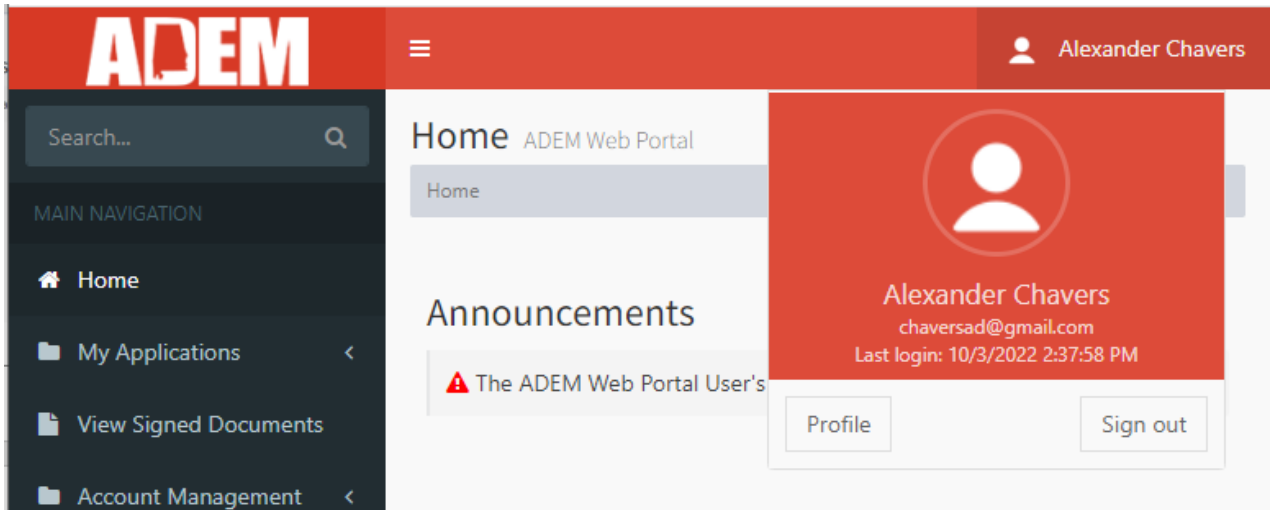 ADEM
Alexander Chavers
Search...
MAIN NAVIGATION
Home
My Applications
View Signed Documents
Account Management
Home ADEM Web Portal
Home
Announcements
The ADEM Web Portal User's
Alexander Chavers
chaversad@gmail.com
Last login: 10/3/2022 2:37:58 PM
Profile
Sign out